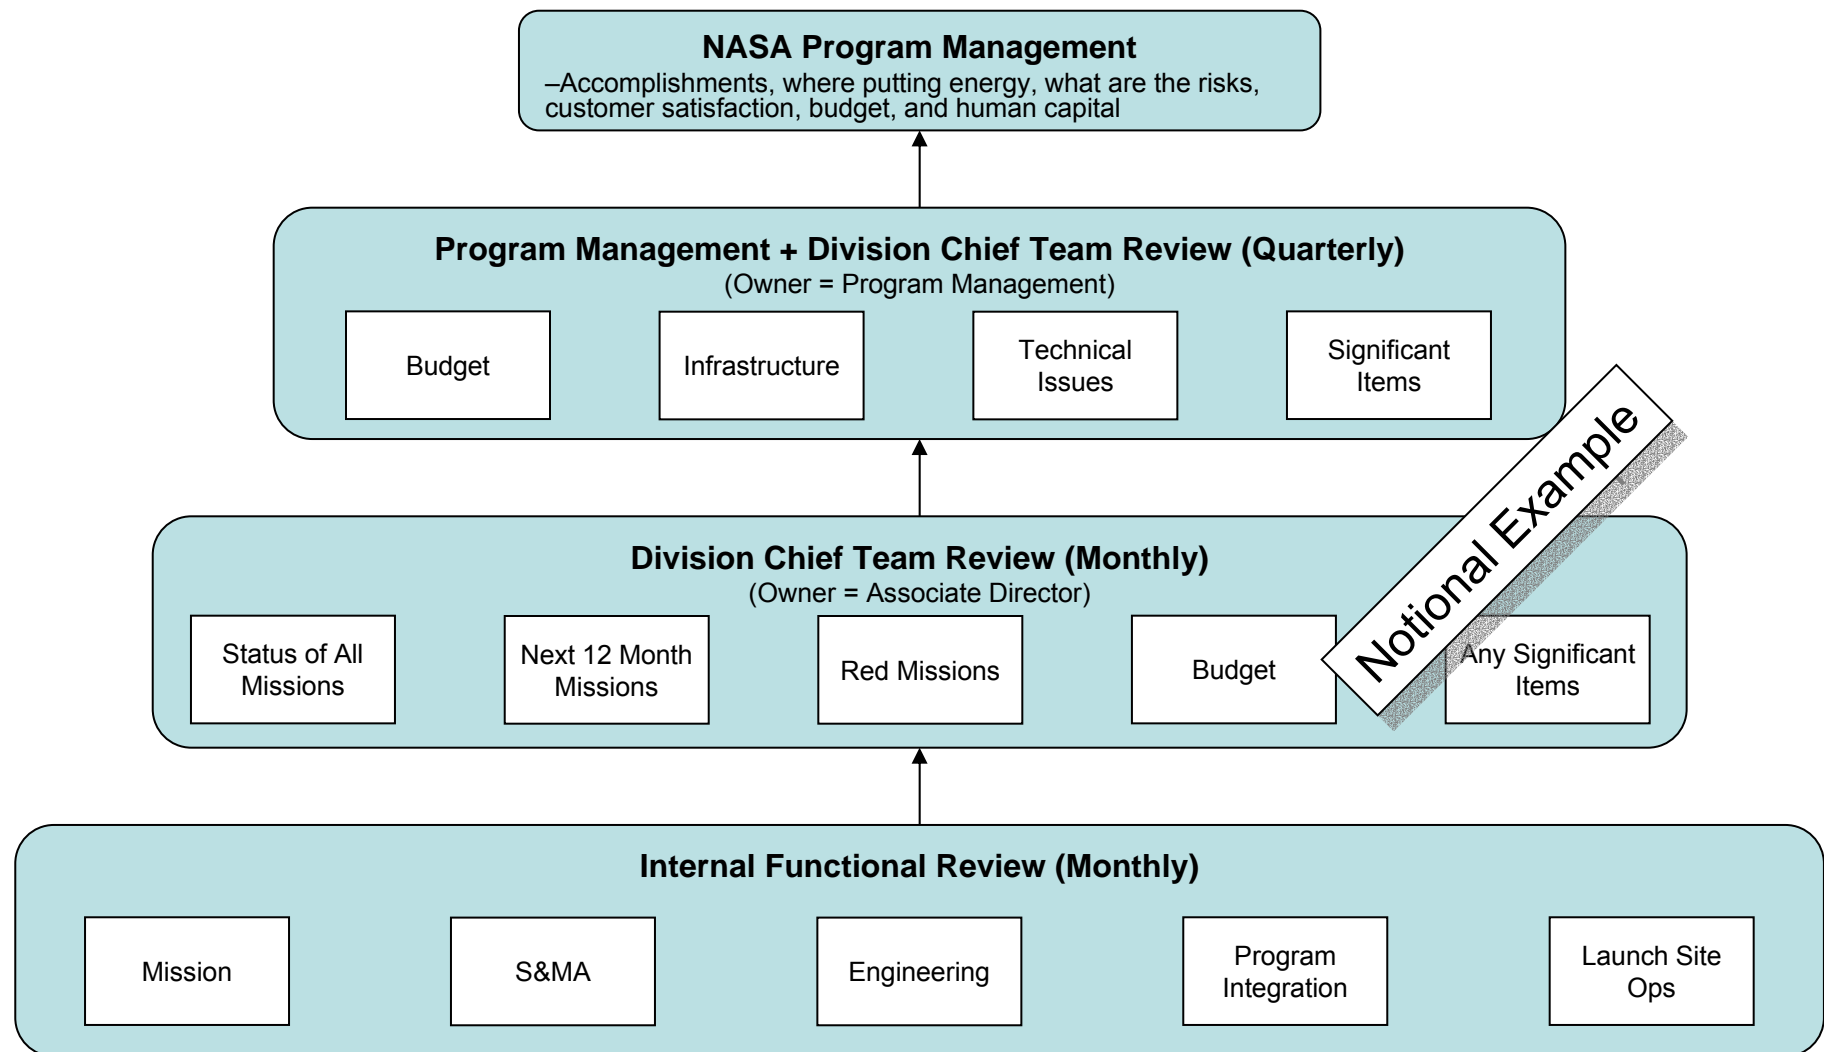 NASA Program Management
–Accomplishments, where putting energy, what are the risks,
customer satisfaction, budget, and human capital
Program Management + Division Chief Team Review (Quarterly)
(Owner = Program Management)
Budget
Infrastructure
Technical
Issues
Significant
Items
Notional Example
Division Chief Team Review (Monthly)
(Owner = Associate Director)
Status of All
Missions
Next 12 Month
Missions
Red Missions
Budget
Any Significant
Items
Internal Functional Review (Monthly)
Mission
S&MA
Engineering
Program
Integration
Launch Site
Ops